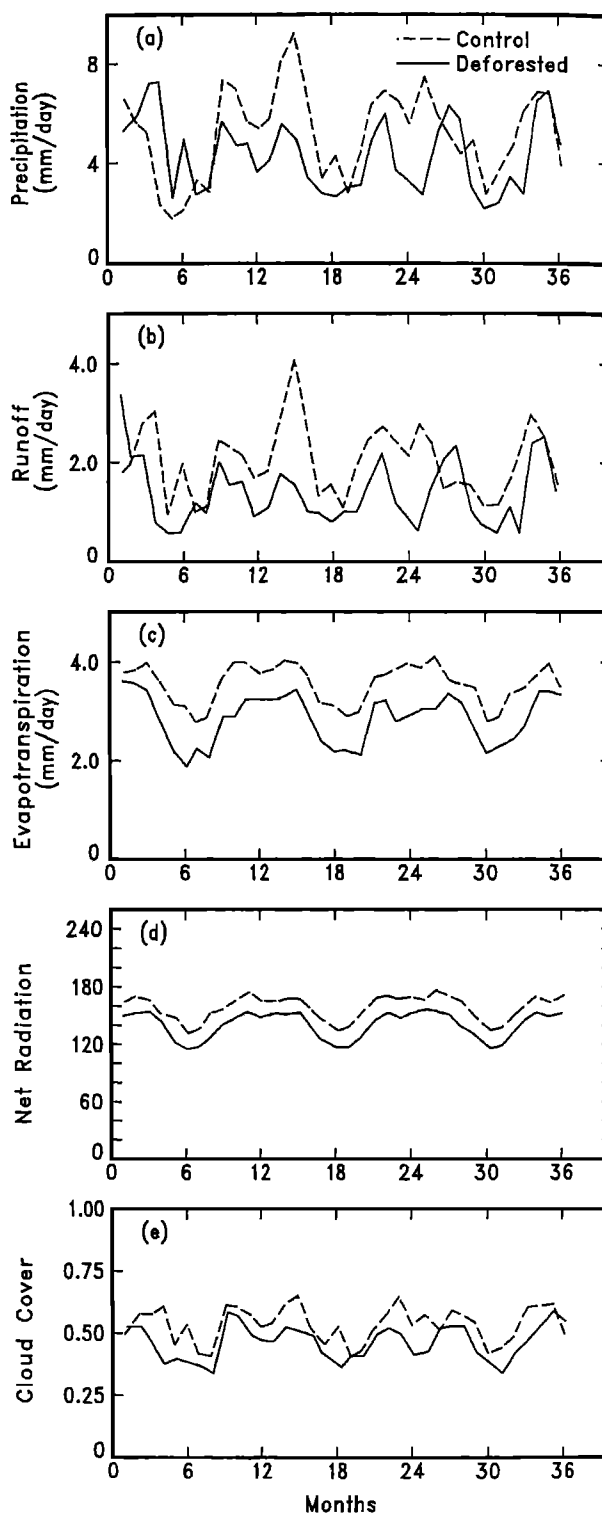 (a)
Control
Deforested
8
4
0
Precipitation
(mm/day)
0 6 12 18 24 30 36
(b)
4.0
2.0
0
Runoff
(mm/day)
0 6 12 18 24 30 36
(c)
4.0
2.0
0
Evapotranspiration
(mm/day)
0 6 12 18 24 30 36
(d)
240
180
120
60
0
Net Radiation
0 6 12 18 24 30 36
(e)
1.00
0.75
0.50
0.25
0
Cloud Cover
0 6 12 18 24 30 36
Months